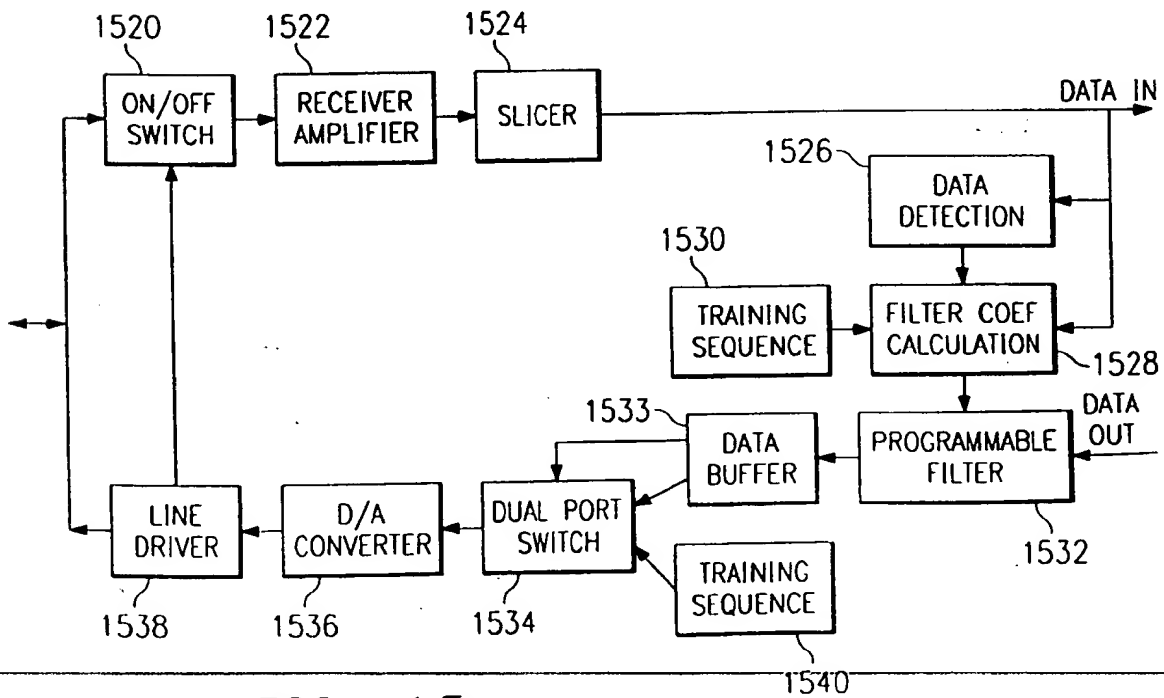 1520
1522
1524
ON/OFF
SWITCH
RECEIVER
AMPLIFIER
SLICER
DATA IN
1526
DATA
DETECTION
1530
TRAINING
SEQUENCE
FILTER COEF
CALCULATION
1528
1533
DATA
BUFFER
PROGRAMMABLE
FILTER
DATA
OUT
1532
LINE
DRIVER
D/A
CONVERTER
DUAL PORT
SWITCH
TRAINING
SEQUENCE
1538
1536
1534
1540